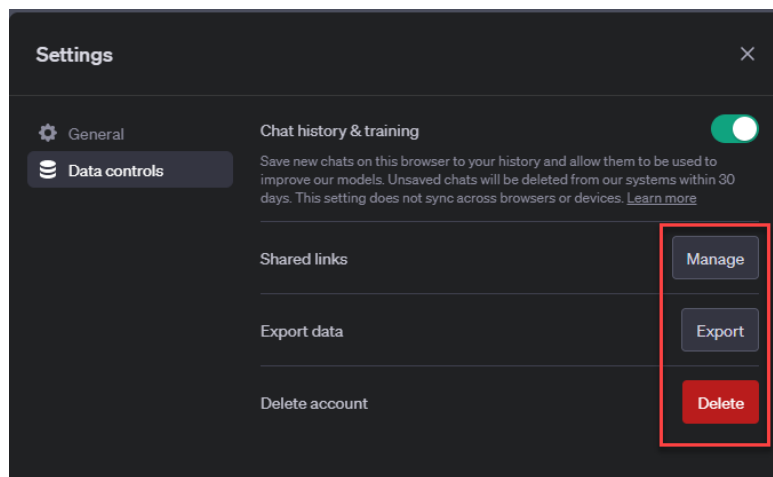 Settings
General
Data controls
Chat history & training
Save new chats on this browser to your history and allow them to be used to
improve our models. Unsaved chats will be deleted from our systems within 30
days. This setting does not sync across browsers or devices. Learn more
Shared links
Manage
Export data
Export
Delete account
Delete